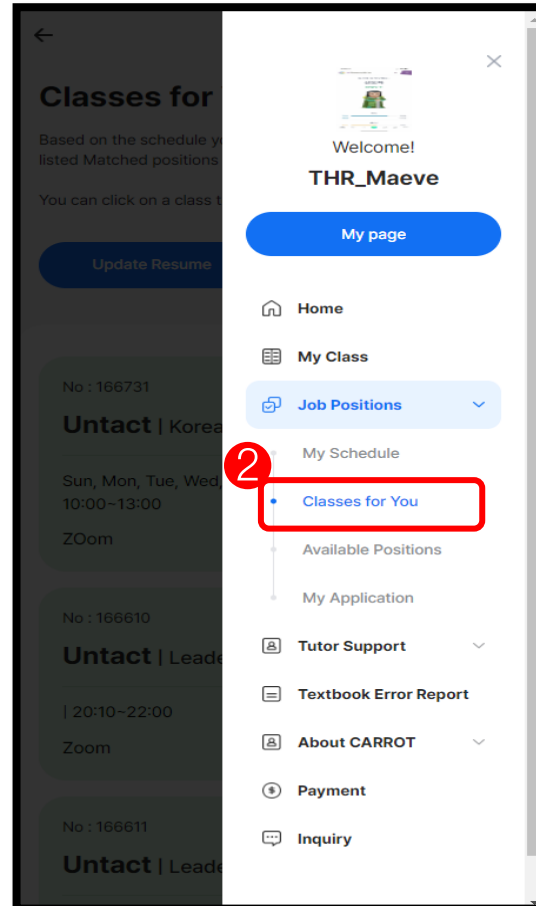 Classes for
Based on the schedule yo
listed Matched positions
You can click on a class t
Update Resume
No : 166731
Untact | Korea
Sun, Mon, Tue, Wed,
10:00~13:00
ZOom
No : 166610
Untact | Leade
| 20:10~22:00
Zoom
No : 166611
Untact | Leade
Welcome!
THR_Maeve
My page
Home
My Class
Job Positions
My Schedule
2
Classes for You
Available Positions
My Application
Tutor Support
Textbook Error Report
About CARROT
Payment
Inquiry